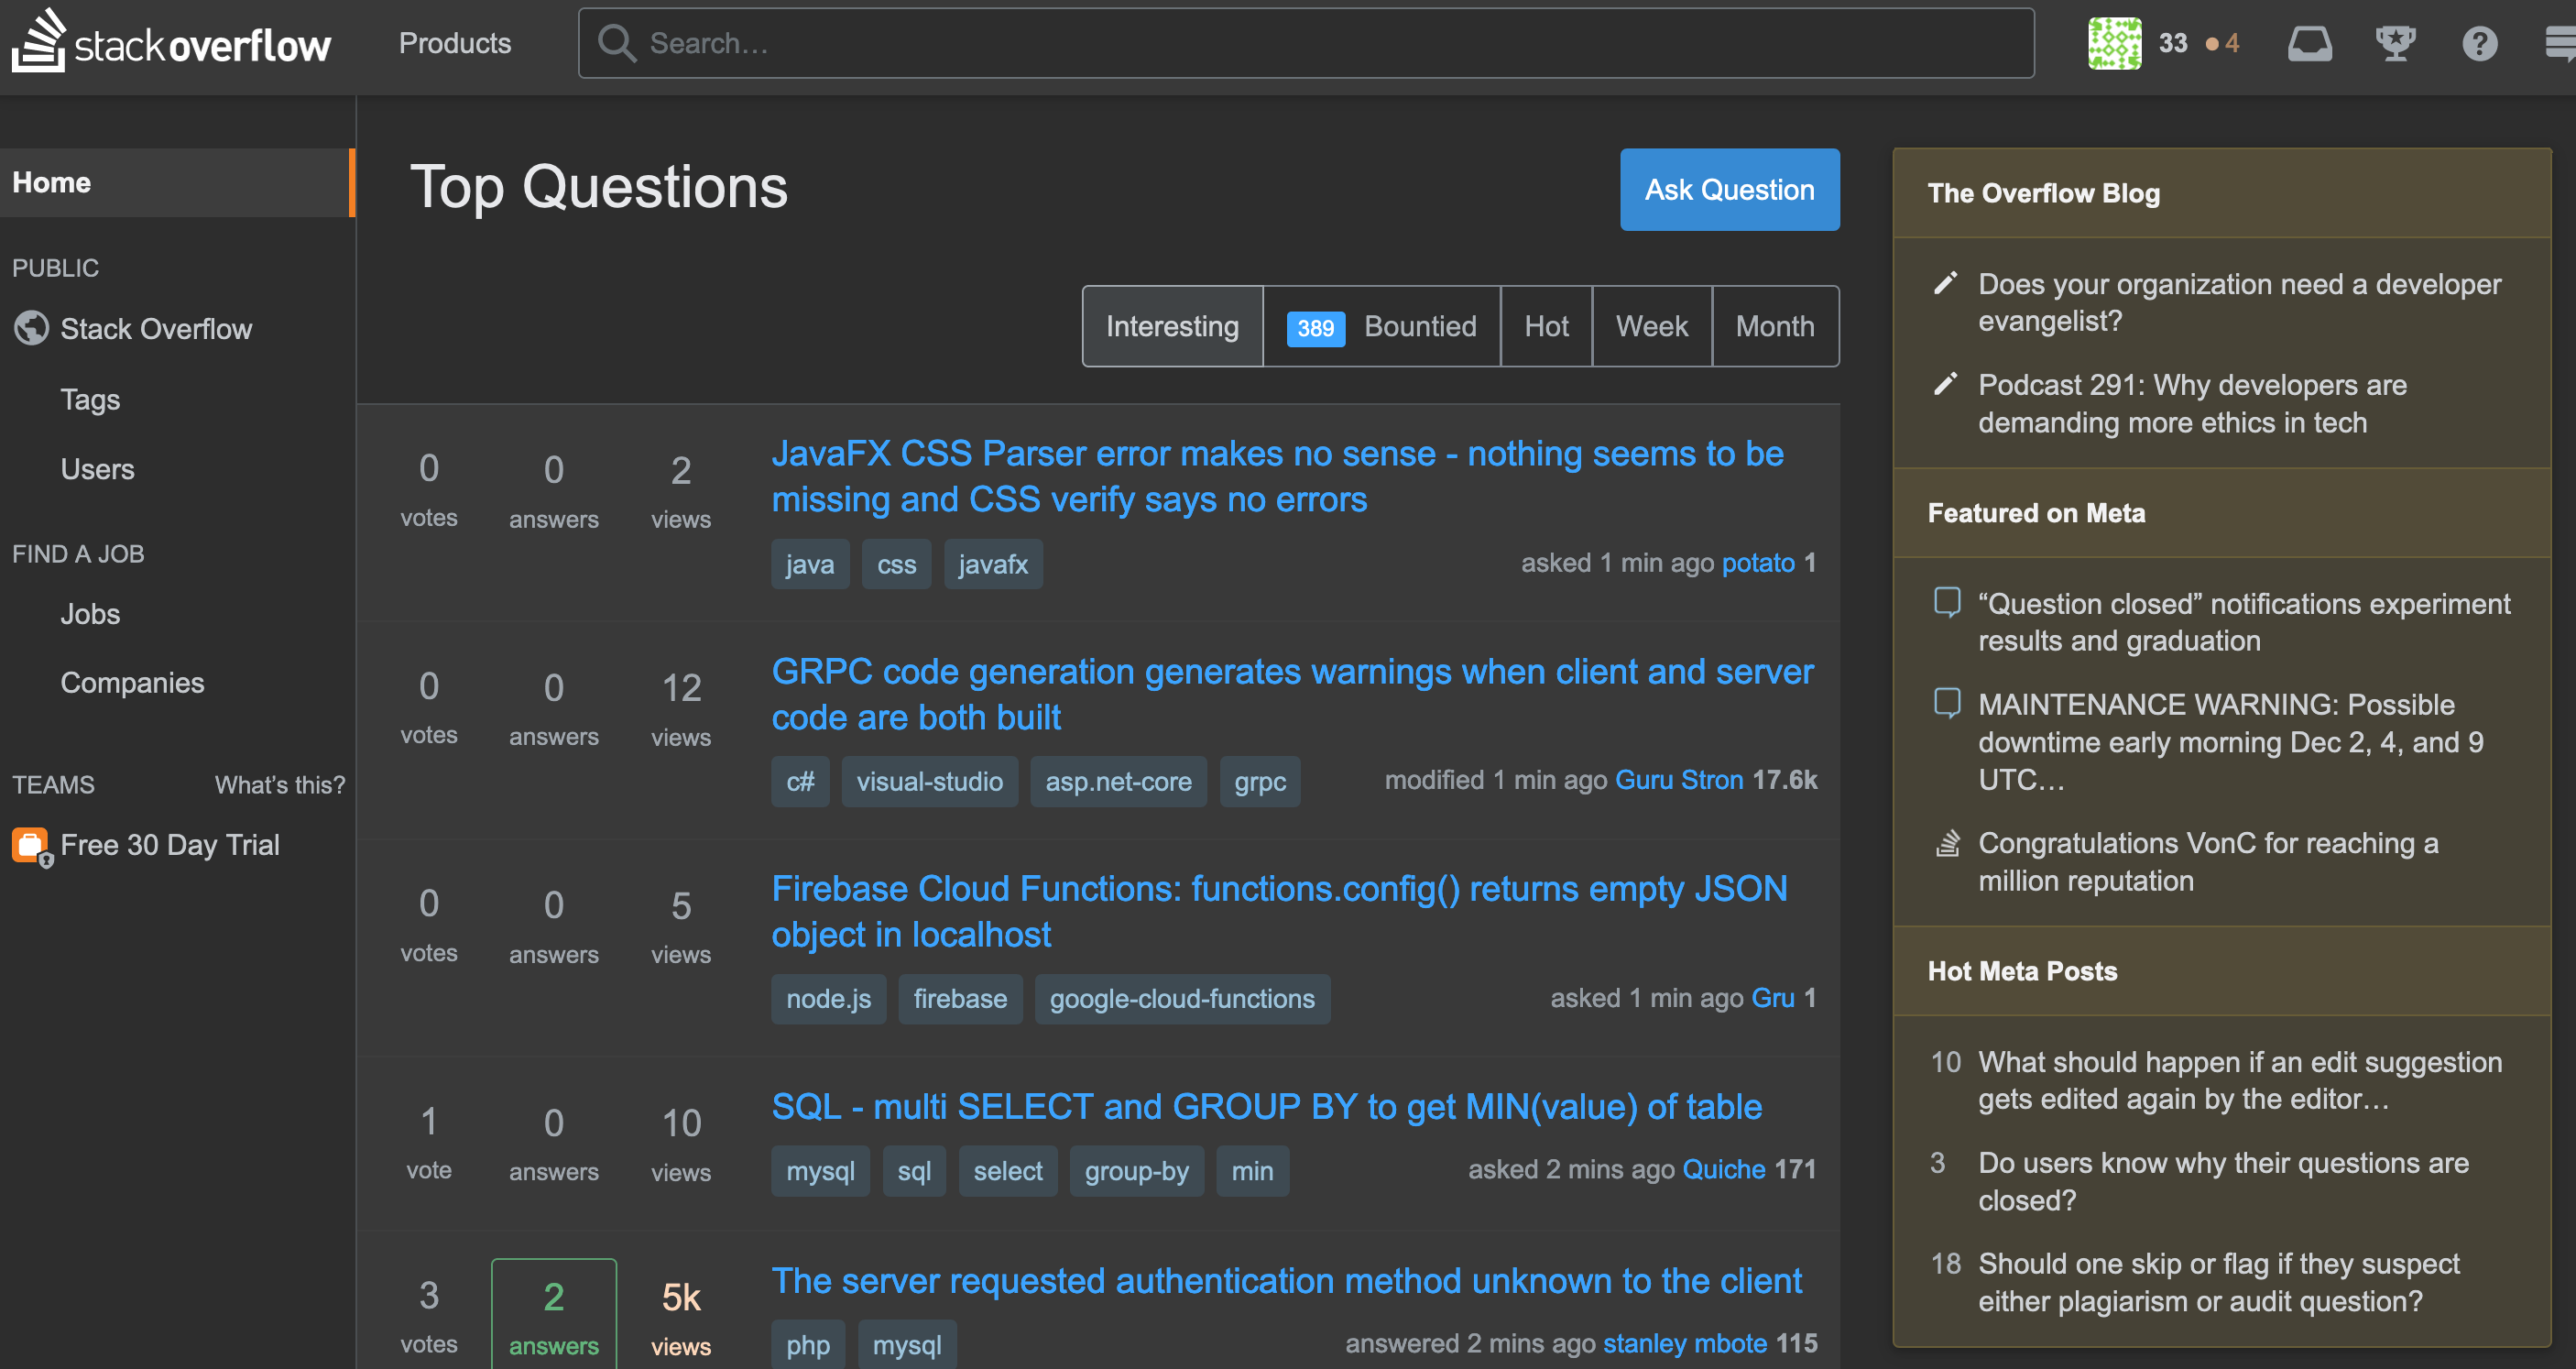 stack overflow
Products
Search…
33
4
?
Home
PUBLIC
Stack Overflow
Tags
Users
FIND A JOB
Jobs
Companies
TEAMS
What’s this?
Free 30 Day Trial
Top Questions
Ask Question
Interesting
389 Bountied
Hot
Week
Month
0
votes
0
answers
2
views
JavaFX CSS Parser error makes no sense - nothing seems to be
missing and CSS verify says no errors
java css javafx
asked 1 min ago potato 1
0
votes
0
answers
12
views
GRPC code generation generates warnings when client and server
code are both built
c# visual-studio asp.net-core grpc
modified 1 min ago Guru Stron 17.6k
0
votes
0
answers
5
views
Firebase Cloud Functions: functions.config() returns empty JSON
object in localhost
node.js firebase google-cloud-functions
asked 1 min ago Gru 1
1
vote
0
answers
10
views
SQL - multi SELECT and GROUP BY to get MIN(value) of table
mysql sql select group-by min
asked 2 mins ago Quiche 171
3
votes
2
answers
5k
views
The server requested authentication method unknown to the client
php mysql
answered 2 mins ago stanley mbote 115
The Overflow Blog
Does your organization need a developer
evangelist?
Podcast 291: Why developers are
demanding more ethics in tech
Featured on Meta
“Question closed” notifications experiment
results and graduation
MAINTENANCE WARNING: Possible
downtime early morning Dec 2, 4, and 9
UTC…
Congratulations VonC for reaching a
million reputation
Hot Meta Posts
10 What should happen if an edit suggestion
gets edited again by the editor…
3 Do users know why their questions are
closed?
18 Should one skip or flag if they suspect
either plagiarism or audit question?